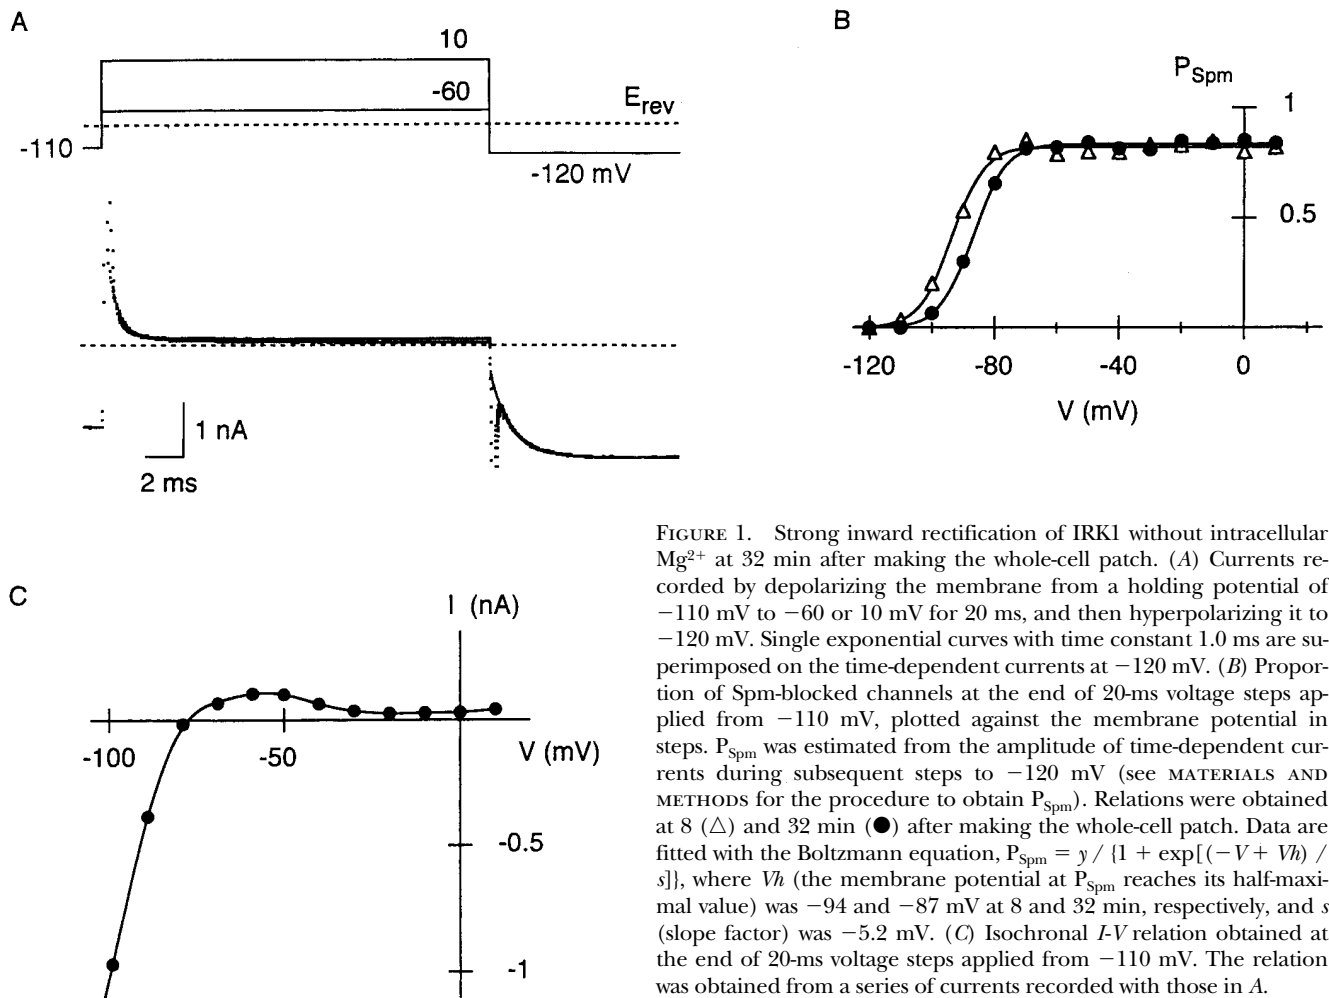 A
10
-60
E_rev
-110
-120 mV
1 nA
2 ms
B
P_Spm
1
0.5
-120
-80
-40
0
V (mV)
C
I (nA)
-100
-50
V (mV)
-0.5
-1
FIGURE 1. Strong inward rectification of IRK1 without intracellular
Mg²⁺ at 32 min after making the whole-cell patch. (A) Currents re-
corded by depolarizing the membrane from a holding potential of
−110 mV to −60 or 10 mV for 20 ms, and then hyperpolarizing it to
−120 mV. Single exponential curves with time constant 1.0 ms are su-
perimposed on the time-dependent currents at −120 mV. (B) Propor-
tion of Spm-blocked channels at the end of 20-ms voltage steps ap-
plied from −110 mV, plotted against the membrane potential in
steps. P_Spm was estimated from the amplitude of time-dependent cur-
rents during subsequent steps to −120 mV (see MATERIALS AND
METHODS for the procedure to obtain P_Spm). Relations were obtained
at 8 (△) and 32 min (●) after making the whole-cell patch. Data are
fitted with the Boltzmann equation, P_Spm = y / {1 + exp[(−V + Vh) /
s]}, where Vh (the membrane potential at P_Spm reaches its half-maxi-
mal value) was −94 and −87 mV at 8 and 32 min, respectively, and s
(slope factor) was −5.2 mV. (C) Isochronal I-V relation obtained at
the end of 20-ms voltage steps applied from −110 mV. The relation
was obtained from a series of currents recorded with those in A.